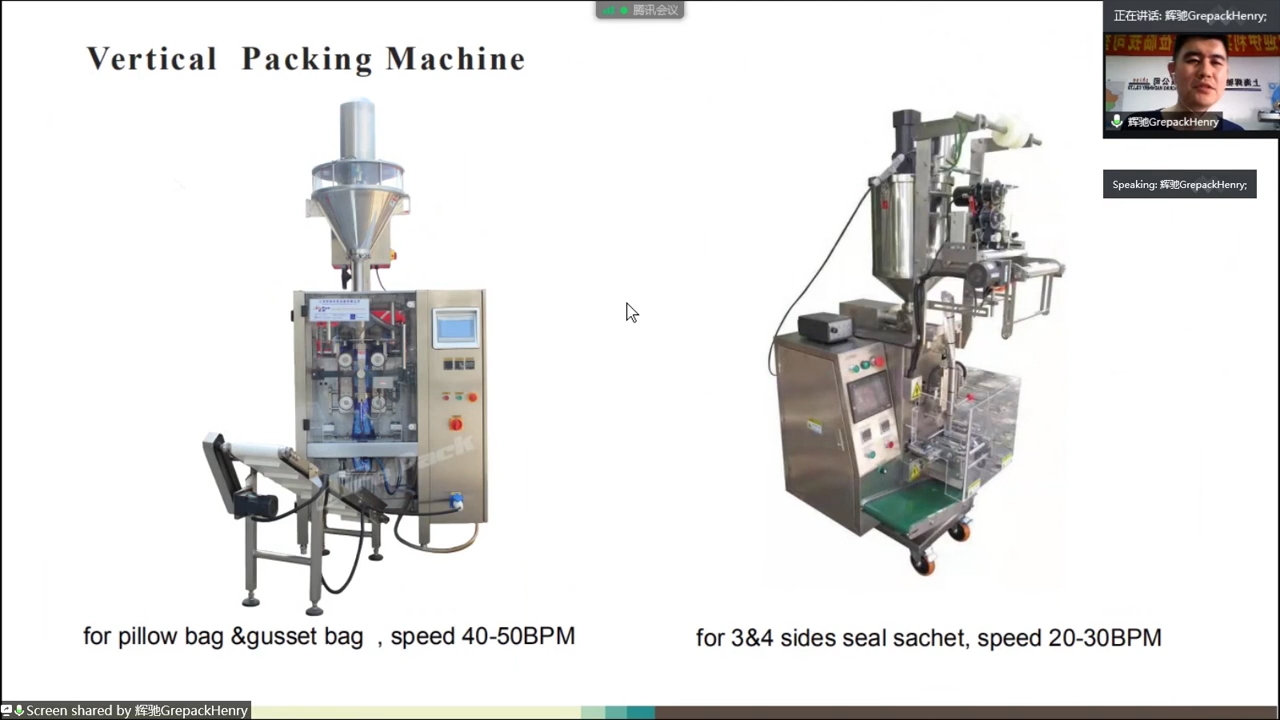 腾讯会议
正在讲话: 辉驰GrepackHenry;
Vertical Packing Machine
辉驰GrepackHenry
Speaking: 辉驰GrepackHenry;
for pillow bag &gusset bag , speed 40-50BPM
for 3&4 sides seal sachet, speed 20-30BPM
Screen shared by 辉驰GrepackHenry